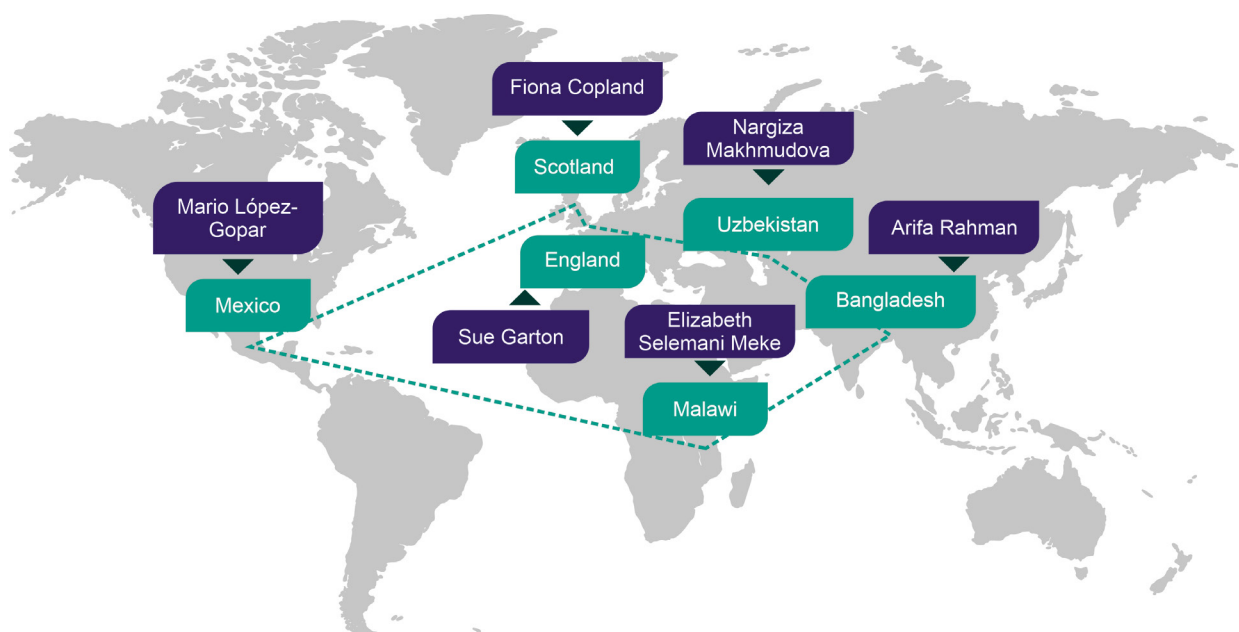 Fiona Copland
Scotland
Nargiza
Makhmudova
Uzbekistan
Mario López-
Gopar
Mexico
Arifa Rahman
Bangladesh
England
Sue Garton
Elizabeth
Selemani Meke
Malawi